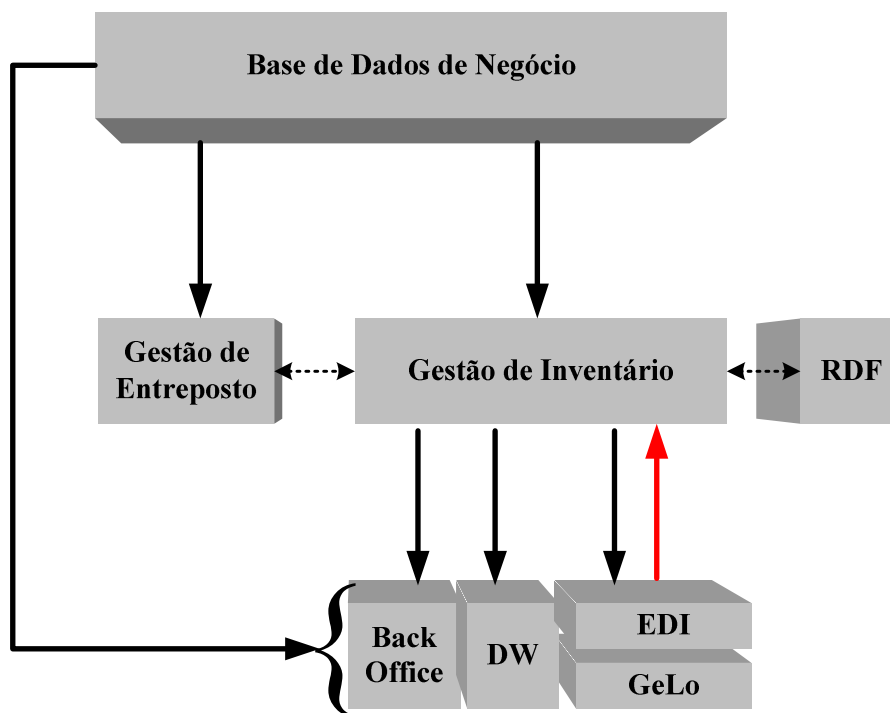 Base de Dados de Negócio
Gestão de
Entreposto
Gestão de Inventário
RDF
Back
Office
DW
EDI
GeLo